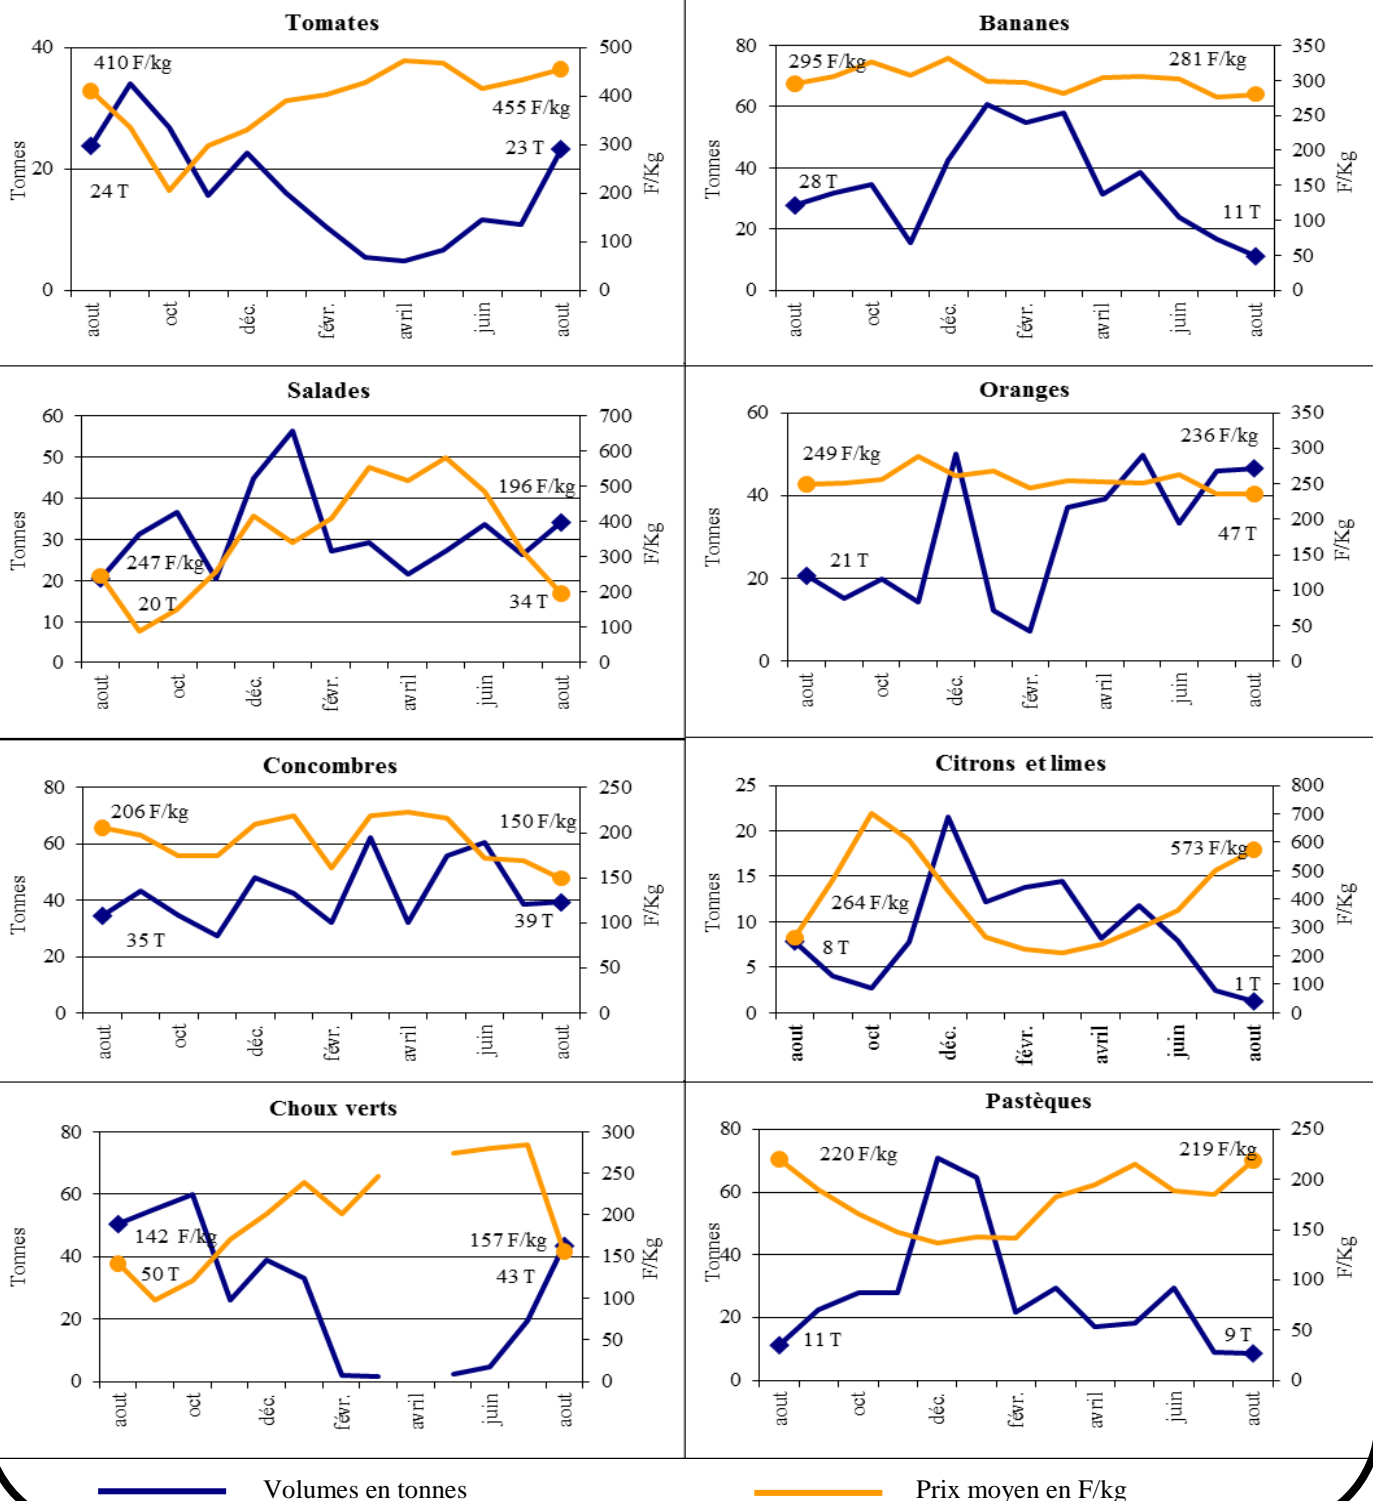 Tomates
40
20
0
Tonnes
500
400
300
200
100
0
F/Kg
410 F/kg
455 F/kg
24 T
23 T
aout
oct
déc.
févr.
avril
juin
aout
Bananes
80
60
40
20
0
Tonnes
350
300
250
200
150
100
50
0
F/Kg
295 F/kg
281 F/kg
28 T
11 T
aout
oct
déc.
févr.
avril
juin
aout
Salades
60
50
40
30
20
10
0
Tonnes
700
600
500
400
300
200
100
0
F/Kg
247 F/kg
196 F/kg
20 T
34 T
aout
oct
déc.
févr.
avril
juin
aout
Oranges
60
40
20
0
Tonnes
350
300
250
200
150
100
50
0
F/Kg
249 F/kg
236 F/kg
21 T
47 T
aout
oct
déc.
févr.
avril
juin
aout
Concombres
80
60
40
20
0
Tonnes
250
200
150
100
50
0
F/Kg
206 F/kg
150 F/kg
35 T
39 T
aout
oct
déc.
févr.
avril
juin
aout
Citrons et limes
25
20
15
10
5
0
Tonnes
800
700
600
500
400
300
200
100
0
F/Kg
264 F/kg
573 F/kg
8 T
1 T
aout
oct
déc.
févr.
avril
juin
aout
Choux verts
80
60
40
20
0
Tonnes
300
250
200
150
100
50
0
F/Kg
142 F/kg
157 F/kg
50 T
43 T
aout
oct
déc.
févr.
avril
juin
aout
Pastèques
80
60
40
20
0
Tonnes
250
200
150
100
50
0
F/Kg
220 F/kg
219 F/kg
11 T
9 T
aout
oct
déc.
févr.
avril
juin
aout
Volumes en tonnes
Prix moyen en F/kg